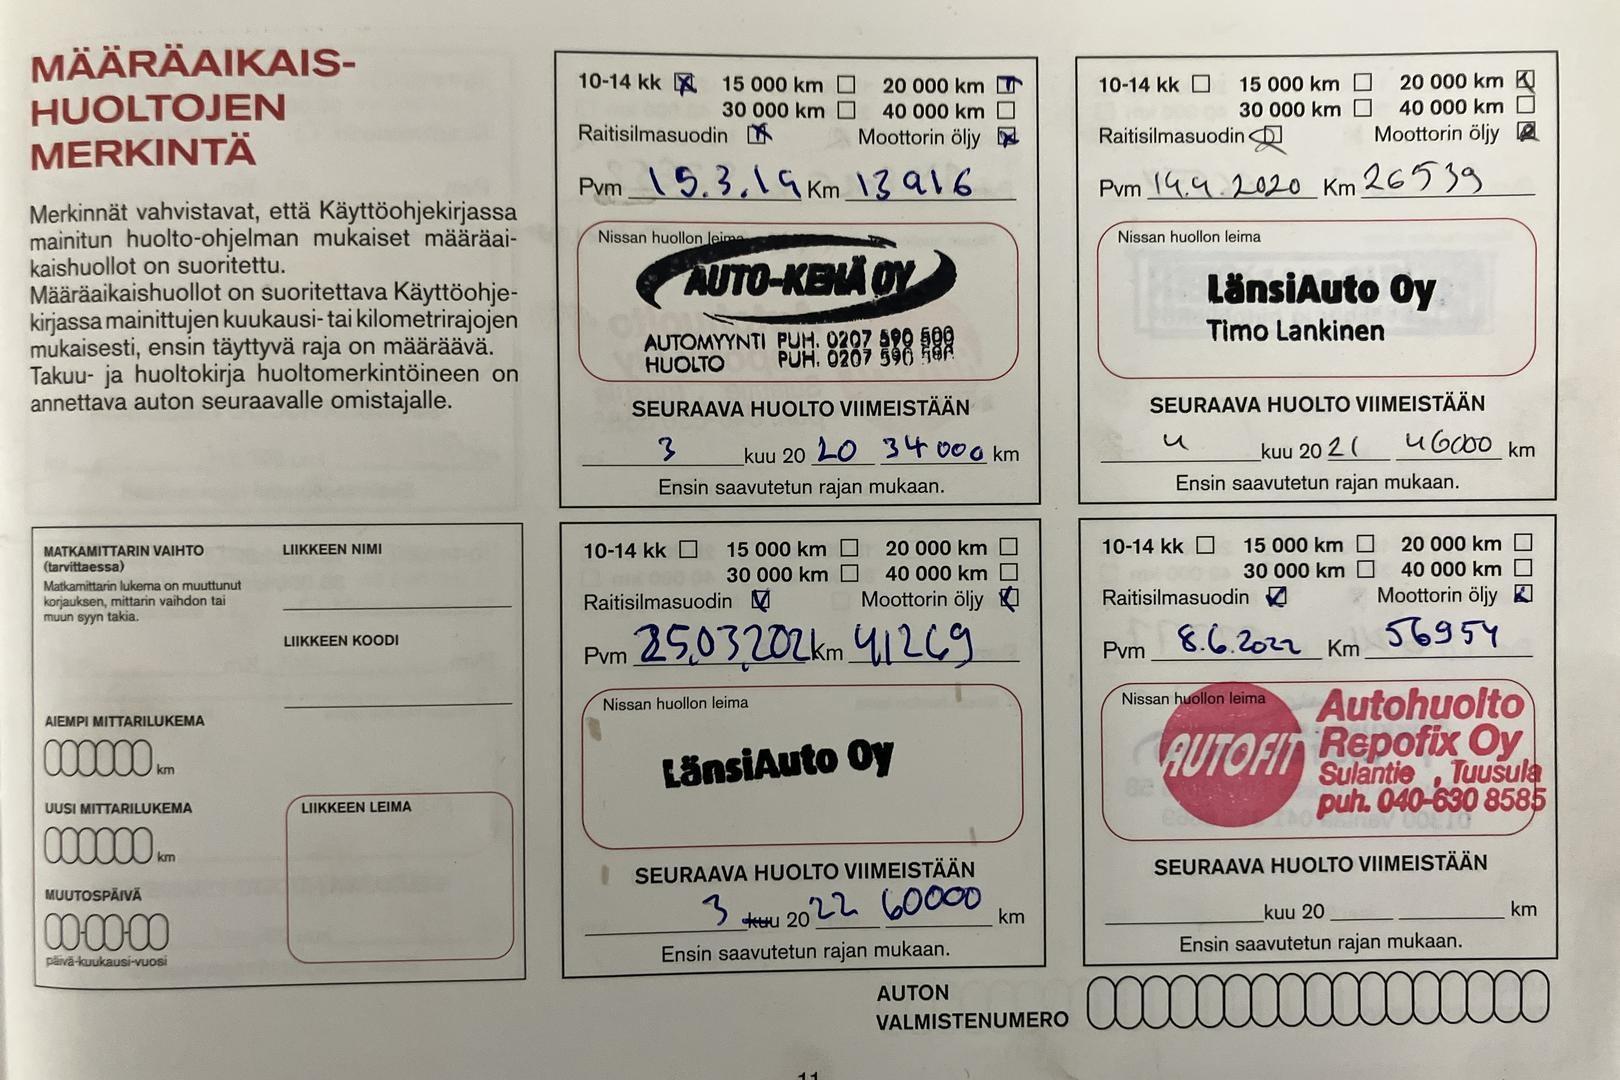 MÄÄRÄAIKAIS-
HUOLTOJEN
MERKINTÄ
Merkinnät vahvistavat, että Käyttöohjekirjassa
mainitun huolto-ohjelman mukaiset määräai-
kaishuollot on suoritettu.
Määräaikaishuollot on suoritettava Käyttöohje-
kirjassa mainittujen kuukausi- tai kilometrirajojen
mukaisesti, ensin täyttyvä raja on määräävä.
Takuu- ja huoltokirja huoltomerkintöineen on
annettava auton seuraavalle omistajalle.
MATKAMITTARIN VAIHTO
(tarvittaessa)
Matkamittarin lukema on muuttunut
korjauksen, mittarin vaihdon tai
muun syyn takia.
LIIKKEEN NIMI
LIIKKEEN KOODI
AIEMPI MITTARILUKEMA
km
UUSI MITTARILUKEMA
km
MUUTOSPÄIVÄ
päivä-kuukausi-vuosi
LIIKKEEN LEIMA
10-14 kk 15 000 km 20 000 km
30 000 km 40 000 km
Raitisilmasuodin Moottorin öljy
Pvm 15.3.19 Km 13916
Nissan huollon leima
AUTO-KEHÄ OY
AUTOMYYNTI PUH. 0207 590 500
HUOLTO PUH. 0207 590
SEURAAVA HUOLTO VIIMEISTÄÄN
3 kuu 20 20 34000 km
Ensin saavutetun rajan mukaan.
10-14 kk 15 000 km 20 000 km
30 000 km 40 000 km
Raitisilmasuodin Moottorin öljy
Pvm 14.4.2020 Km 26539
Nissan huollon leima
LänsiAuto Oy
Timo Lankinen
SEURAAVA HUOLTO VIIMEISTÄÄN
4 kuu 20 21 46000 km
Ensin saavutetun rajan mukaan.
10-14 kk 15 000 km 20 000 km
30 000 km 40 000 km
Raitisilmasuodin Moottorin öljy
Pvm 25.03.2021 Km 41269
Nissan huollon leima
LänsiAuto Oy
SEURAAVA HUOLTO VIIMEISTÄÄN
3 kuu 20 22 60000 km
Ensin saavutetun rajan mukaan.
10-14 kk 15 000 km 20 000 km
30 000 km 40 000 km
Raitisilmasuodin Moottorin öljy
Pvm 8.6.2022 Km 56954
Nissan huollon leima
AUTOFIT
Autohuolto
Repofix Oy
Sulantie , Tuusula
puh. 040-630 8585
SEURAAVA HUOLTO VIIMEISTÄÄN
kuu 20 km
Ensin saavutetun rajan mukaan.
AUTON
VALMISTENUMERO
11